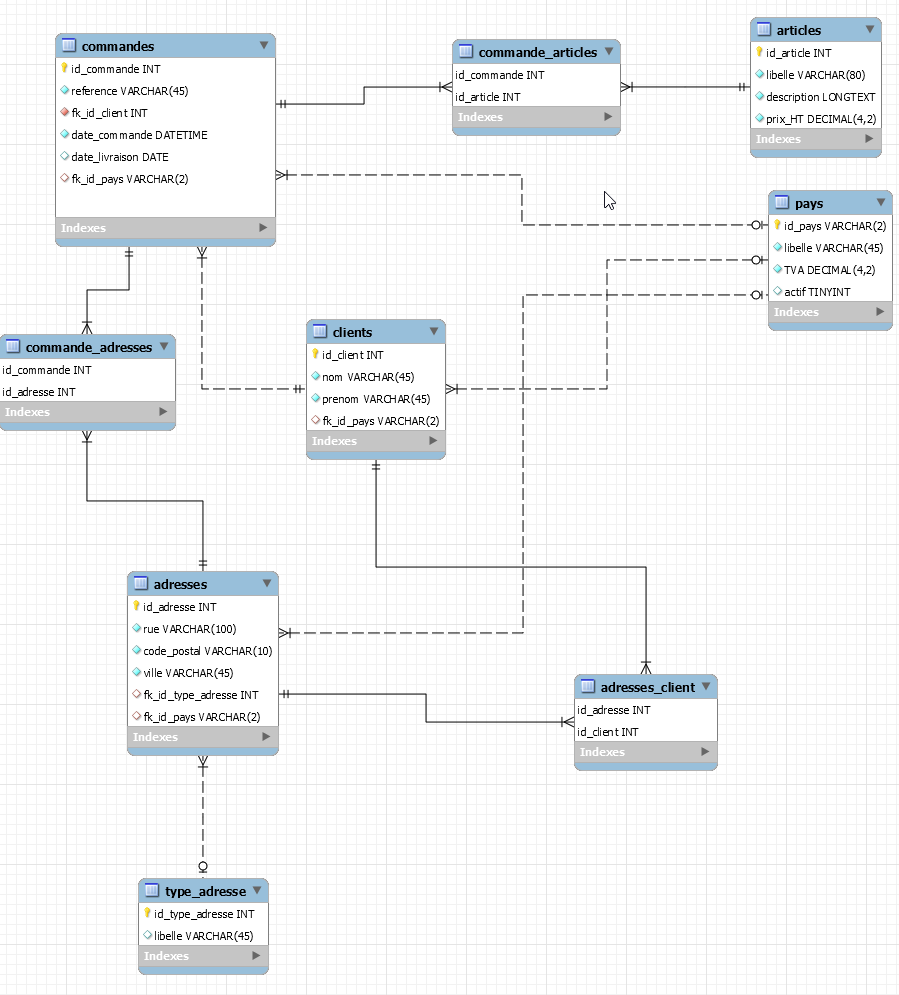 commandes
id_commande INT
reference VARCHAR(45)
fk_id_client INT
date_commande DATETIME
date_livraison DATE
fk_id_pays VARCHAR(2)
Indexes
commande_articles
id_commande INT
id_article INT
Indexes
articles
id_article INT
libelle VARCHAR(80)
description LONGTEXT
prix_HT DECIMAL(4,2)
Indexes
pays
id_pays VARCHAR(2)
libelle VARCHAR(45)
TVA DECIMAL(4,2)
actif TINYINT
Indexes
commande_adresses
id_commande INT
id_adresse INT
Indexes
clients
id_client INT
nom VARCHAR(45)
prenom VARCHAR(45)
fk_id_pays VARCHAR(2)
Indexes
adresses
id_adresse INT
rue VARCHAR(100)
code_postal VARCHAR(10)
ville VARCHAR(45)
fk_id_type_adresse INT
fk_id_pays VARCHAR(2)
Indexes
adresses_client
id_adresse INT
id_client INT
Indexes
type_adresse
id_type_adresse INT
libelle VARCHAR(45)
Indexes